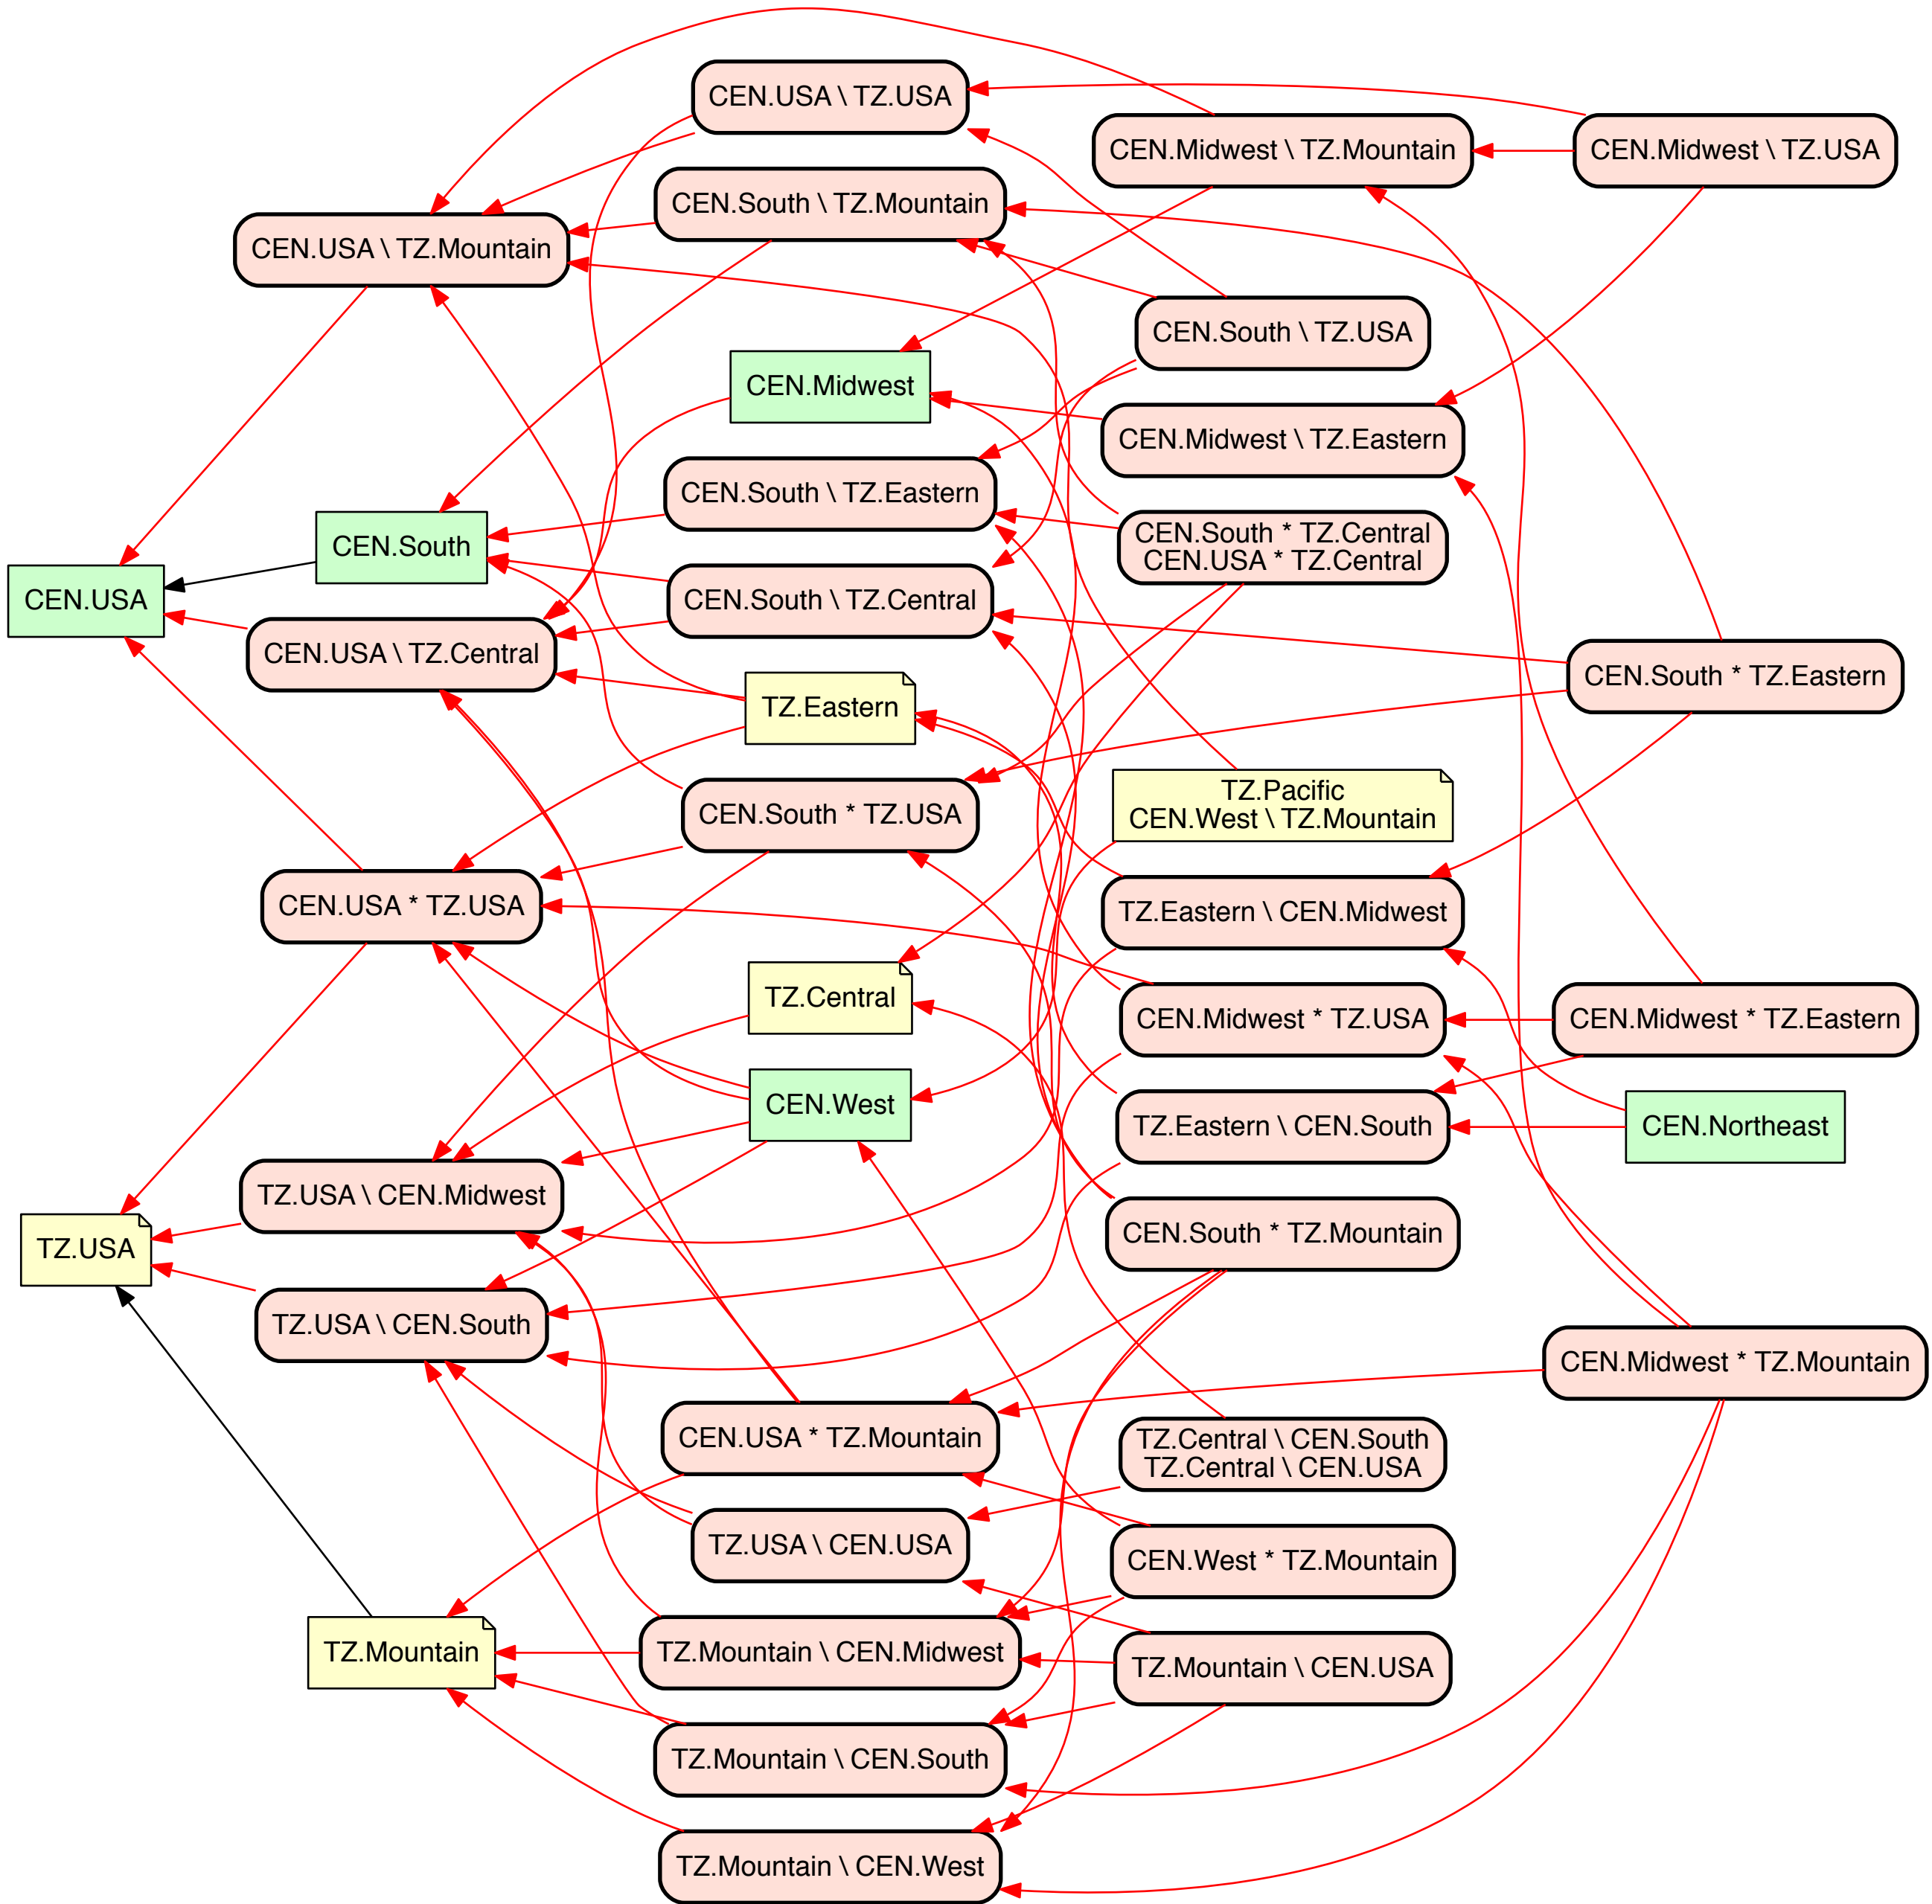 CEN.USA \ TZ.USA
CEN.Midwest \ TZ.Mountain
CEN.Midwest \ TZ.USA
CEN.South \ TZ.Mountain
CEN.USA \ TZ.Mountain
CEN.South \ TZ.USA
CEN.Midwest
CEN.Midwest \ TZ.Eastern
CEN.South \ TZ.Eastern
CEN.South * TZ.Central
CEN.USA * TZ.Central
CEN.South
CEN.USA
CEN.South \ TZ.Central
CEN.USA \ TZ.Central
CEN.South * TZ.Eastern
TZ.Eastern
TZ.Pacific
CEN.West \ TZ.Mountain
CEN.South * TZ.USA
CEN.USA * TZ.USA
TZ.Eastern \ CEN.Midwest
TZ.Central
CEN.Midwest * TZ.USA
CEN.Midwest * TZ.Eastern
CEN.West
TZ.Eastern \ CEN.South
CEN.Northeast
TZ.USA \ CEN.Midwest
TZ.USA
CEN.South * TZ.Mountain
TZ.USA \ CEN.South
CEN.Midwest * TZ.Mountain
CEN.USA * TZ.Mountain
TZ.Central \ CEN.South
TZ.Central \ CEN.USA
TZ.USA \ CEN.USA
CEN.West * TZ.Mountain
TZ.Mountain
TZ.Mountain \ CEN.Midwest
TZ.Mountain \ CEN.USA
TZ.Mountain \ CEN.South
TZ.Mountain \ CEN.West